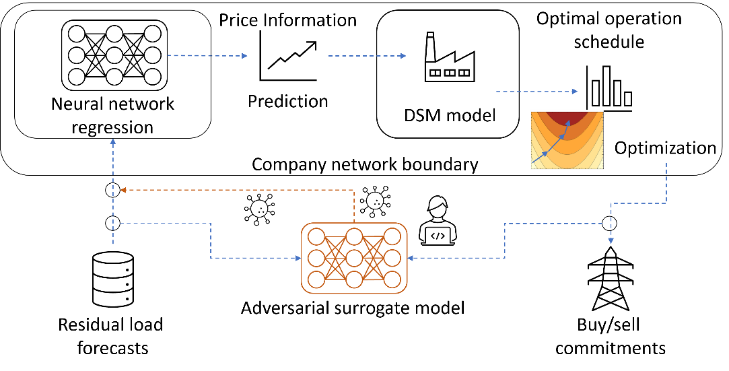 Price Information
Prediction
Neural network
regression
DSM model
Optimal operation
schedule
Optimization
Company network boundary
</>
Adversarial surrogate model
Residual load
forecasts
Buy/sell
commitments